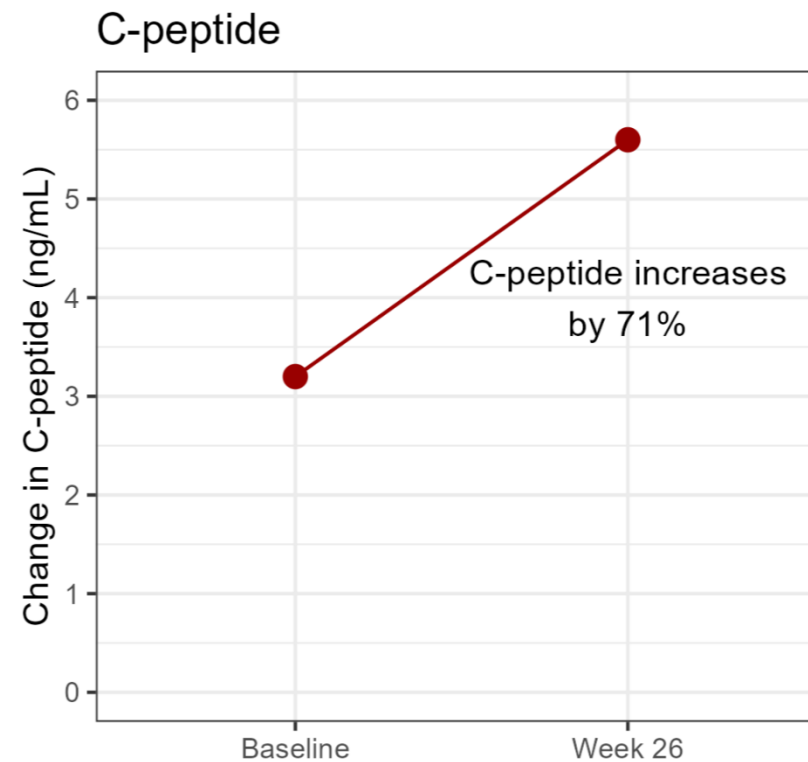 C-peptide
Change in C-peptide (ng/mL)
6
5
4
3
2
1
0
C-peptide increases
by 71%
Baseline
Week 26